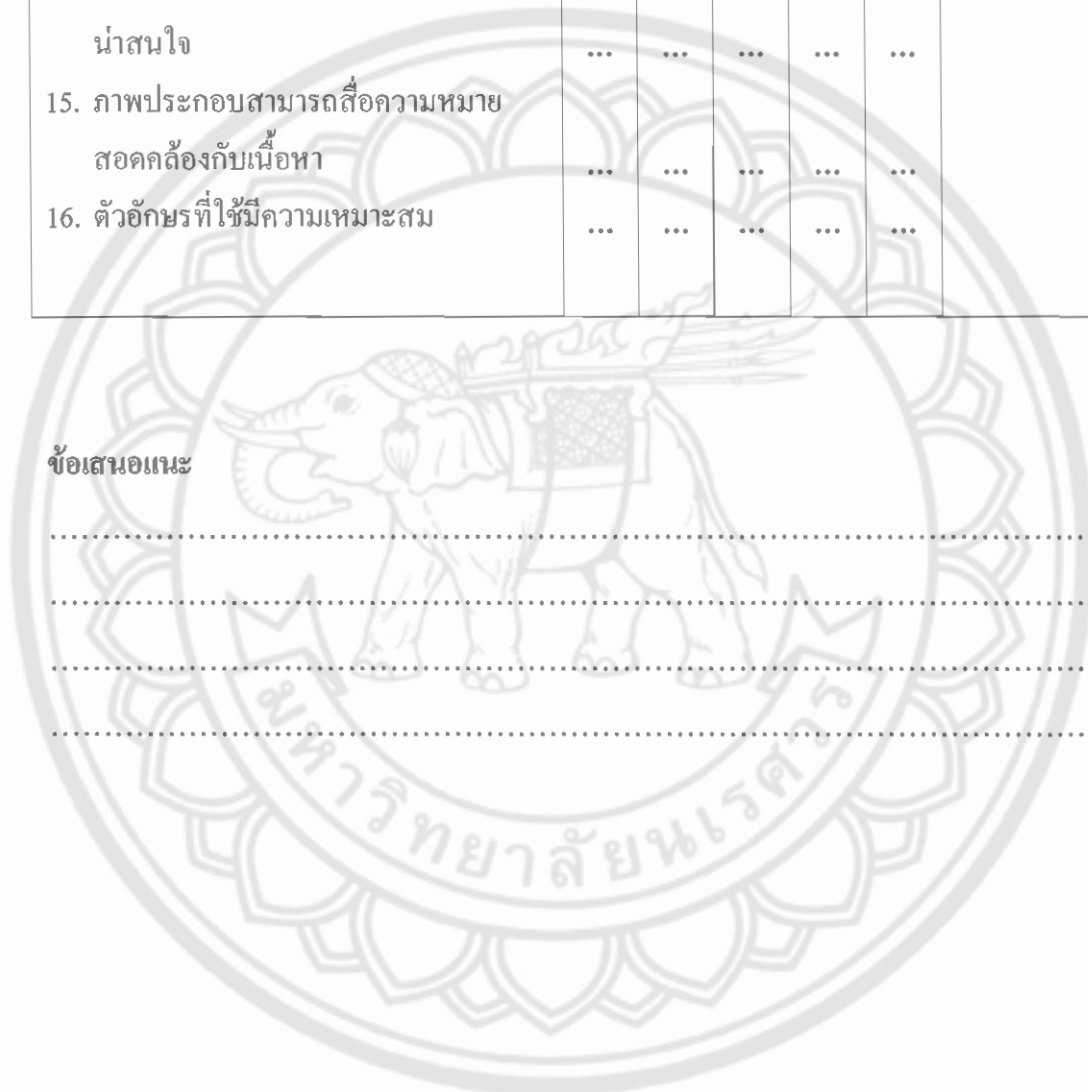 น่าสนใจ ... ... ... ... ...
15. ภาพประกอบสามารถสื่อความหมาย
สอดคล้องกับเนื้อหา ... ... ... ... ...
16. ตัวอักษรที่ใช้มีความเหมาะสม ... ... ... ... ...
ข้อเสนอแนะ
มหาวิทยาลัยนเรศวร